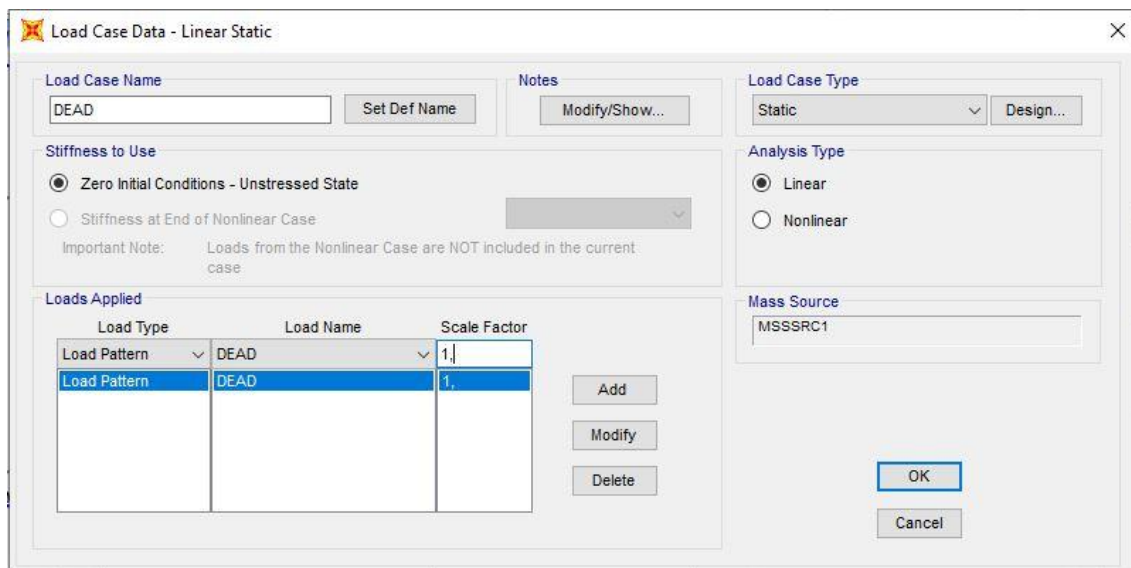 Load Case Data - Linear Static
Load Case Name
DEAD
Set Def Name
Notes
Modify/Show...
Load Case Type
Static
Design...
Stiffness to Use
Zero Initial Conditions - Unstressed State
Stiffness at End of Nonlinear Case
Important Note: Loads from the Nonlinear Case are NOT included in the current
case
Analysis Type
Linear
Nonlinear
Loads Applied
Load Type Load Name Scale Factor
Load Pattern DEAD 1,
Load Pattern DEAD 1,
Add
Modify
Delete
Mass Source
MSSSRC1
OK
Cancel